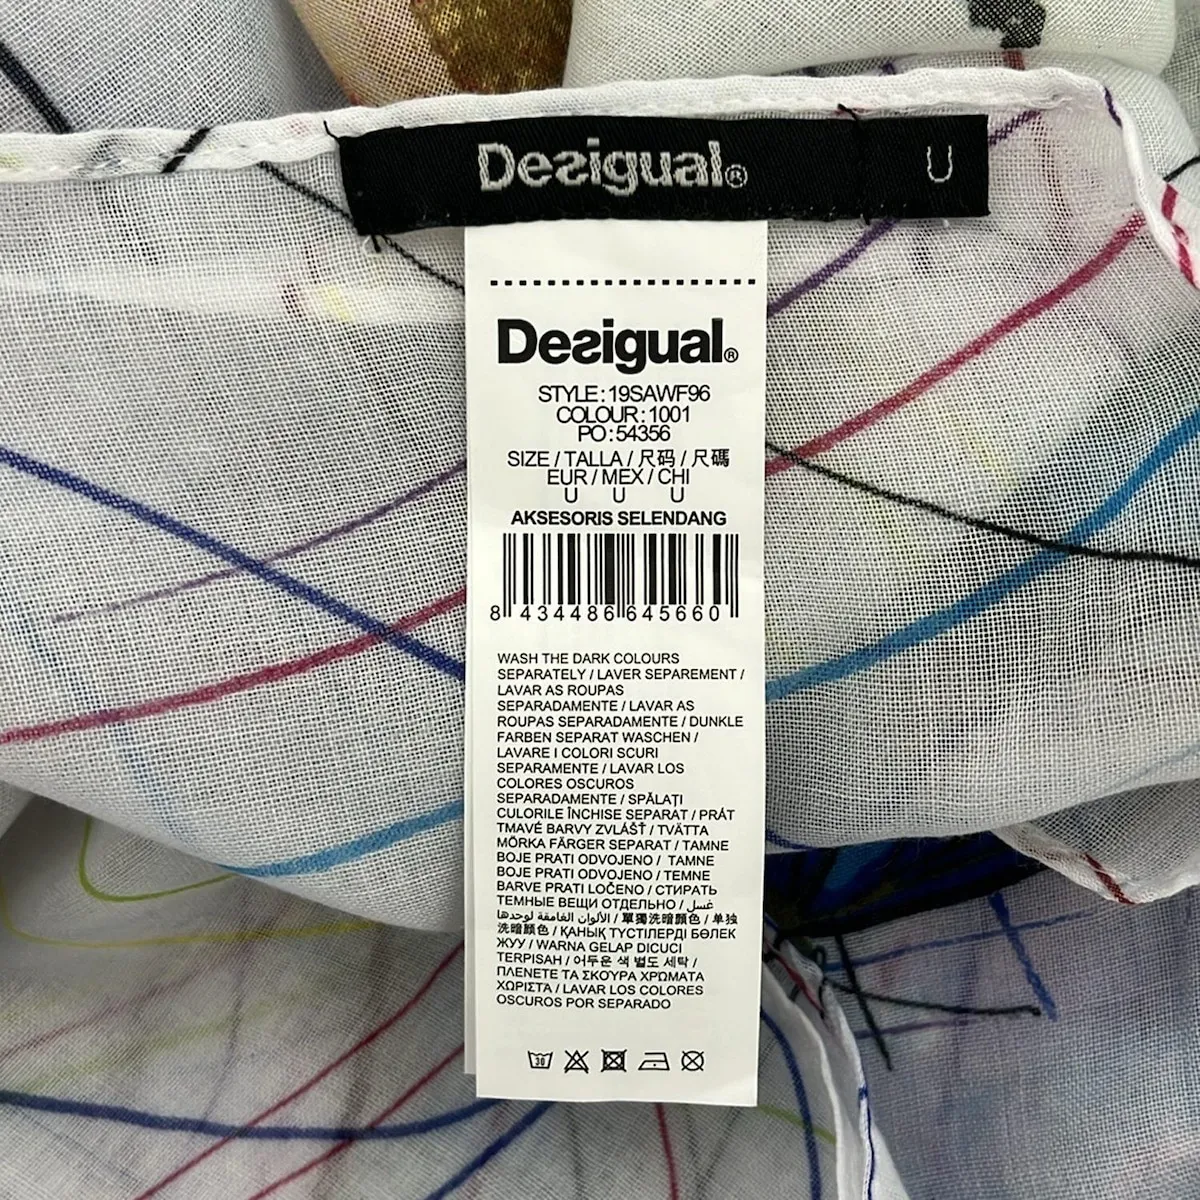 Desigual® U
Desigual®
STYLE : 19SAWF96
COLOUR : 1001
PO : 54356
SIZE / TALLA / 尺码 / 尺碼
EUR / MEX / CHI
U U U
AKSESORIS SELENDANG
8 434486 645660
WASH THE DARK COLOURS
SEPARATELY / LAVER SEPAREMENT /
LAVAR AS ROUPAS
SEPARADAMENTE / LAVAR AS
ROUPAS SEPARADAMENTE / DUNKLE
FARBEN SEPARAT WASCHEN /
LAVARE I COLORI SCURI
SEPARAMENTE / LAVAR LOS
COLORES OSCUROS
SEPARADAMENTE / SPĂLAȚI
CULORILE ÎNCHISE SEPARAT / PRÁT
TMAVÉ BARVY ZVLÁŠŤ / TVÄTTA
MÖRKA FÄRGER SEPARAT / TAMNE
BOJE PRATI ODVOJENO / TAMNE
BOJE PRATI ODVOJENO / TEMNE
BARVE PRATI LOČENO / СТИРАТЬ
ТЕМНЫЕ ВЕЩИ ОТДЕЛЬНО / غسل
الألوان الغامقة لوحدها / 單獨洗暗顏色 / 单独
洗暗颜色 / ҚАНЫҚ ТҮСТІЛЕРДІ БӨЛЕК
ЖУУ / WARNA GELAP DICUCI
TERPISAH / 어두운 색 별도 세탁 /
ΠΛΕΝΕΤΕ ΤΑ ΣΚΟΥΡΑ ΧΡΩΜΑΤΑ
ΧΩΡΙΣΤΑ / LAVAR LOS COLORES
OSCUROS POR SEPARADO
30